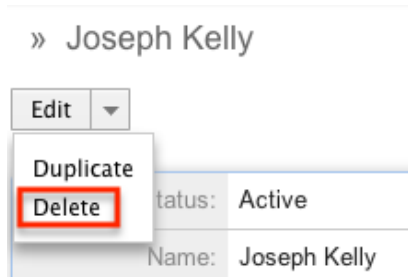 » Joseph Kelly
Edit
Duplicate
Delete
tatus: Active
Name: Joseph Kelly